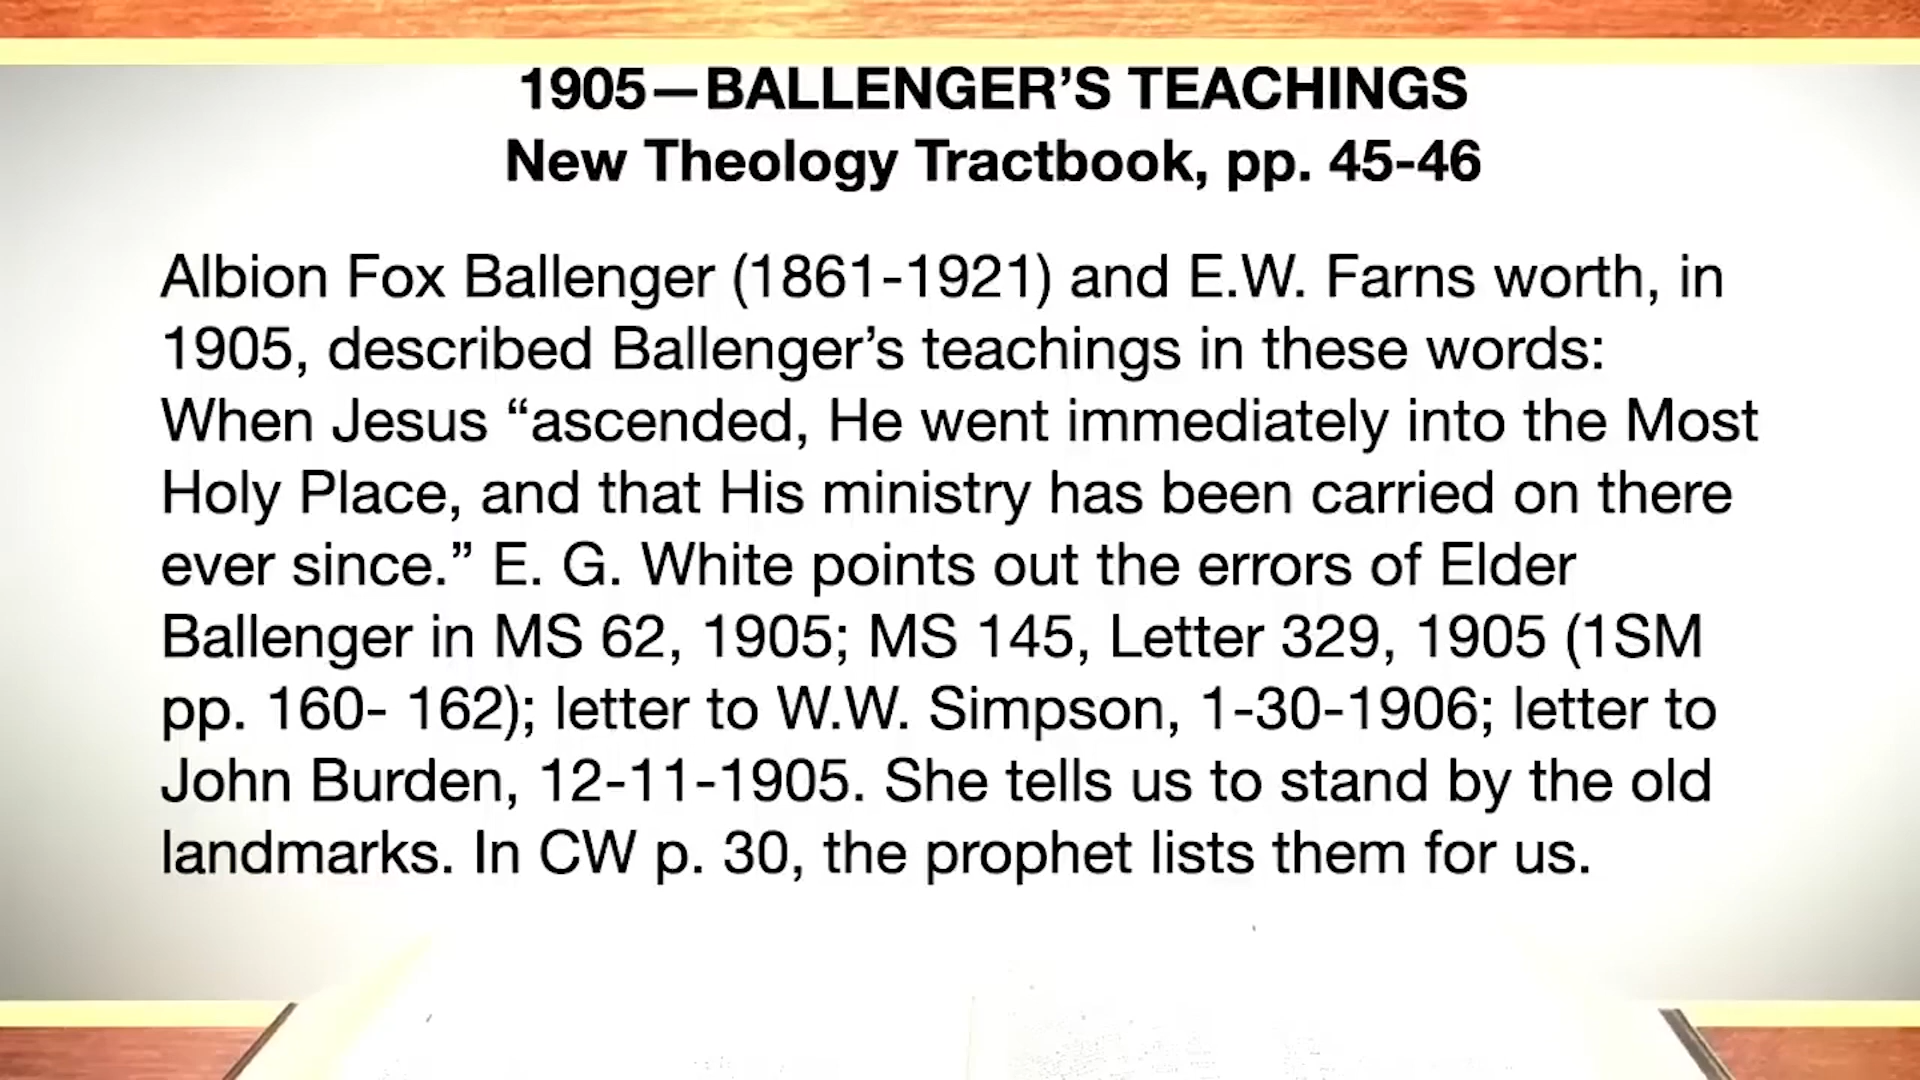 1905—BALLENGER’S TEACHINGS
New Theology Tractbook, pp. 45-46
Albion Fox Ballenger (1861-1921) and E.W. Farns worth, in
1905, described Ballenger’s teachings in these words:
When Jesus “ascended, He went immediately into the Most
Holy Place, and that His ministry has been carried on there
ever since.” E. G. White points out the errors of Elder
Ballenger in MS 62, 1905; MS 145, Letter 329, 1905 (1SM
pp. 160- 162); letter to W.W. Simpson, 1-30-1906; letter to
John Burden, 12-11-1905. She tells us to stand by the old
landmarks. In CW p. 30, the prophet lists them for us.